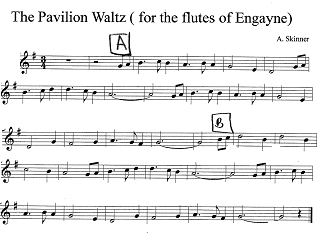 The Pavilion Waltz ( for the flutes of Engayne)
A. Skinner
A
B